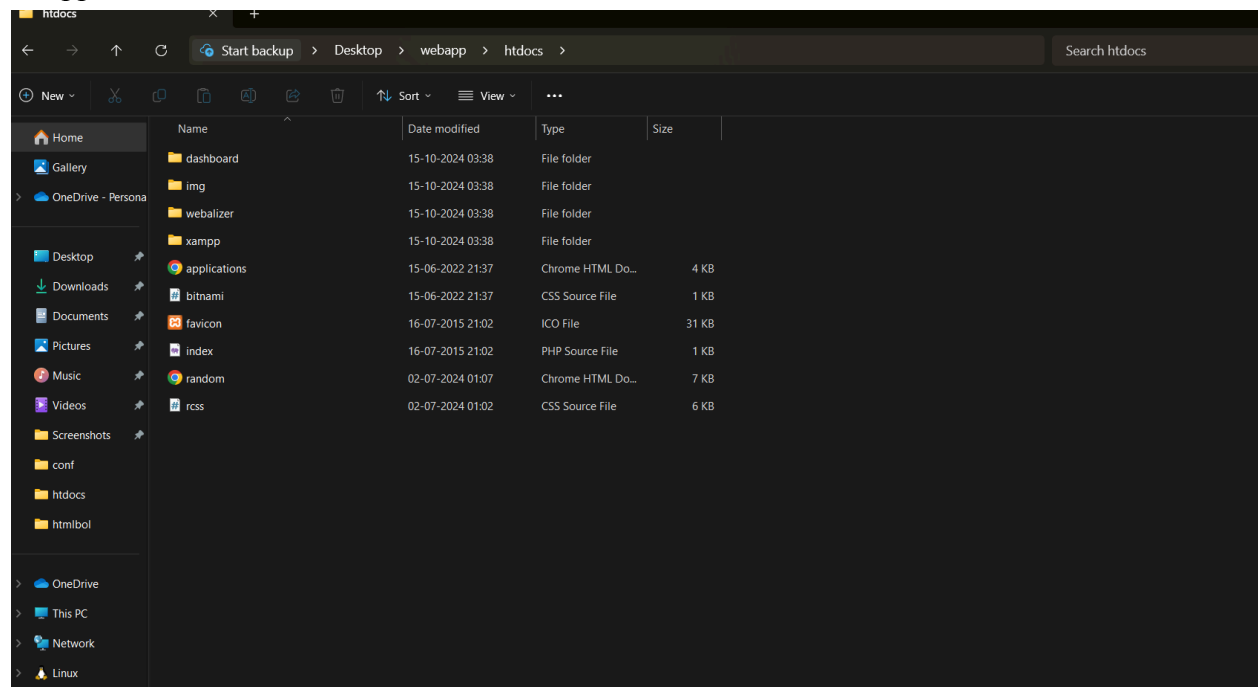 htdocs
Start backup > Desktop > webapp > htdocs >
Search htdocs
New
Sort
View
Name Date modified Type Size
dashboard 15-10-2024 03:38 File folder
img 15-10-2024 03:38 File folder
webalizer 15-10-2024 03:38 File folder
xampp 15-10-2024 03:38 File folder
applications 15-06-2022 21:37 Chrome HTML Do... 4 KB
bitnami 15-06-2022 21:37 CSS Source File 1 KB
favicon 16-07-2015 21:02 ICO File 31 KB
index 16-07-2015 21:02 PHP Source File 1 KB
random 02-07-2024 01:07 Chrome HTML Do... 7 KB
rcss 02-07-2024 01:02 CSS Source File 6 KB
Home
Gallery
OneDrive - Persona
Desktop
Downloads
Documents
Pictures
Music
Videos
Screenshots
conf
htdocs
htmlbol
OneDrive
This PC
Network
Linux